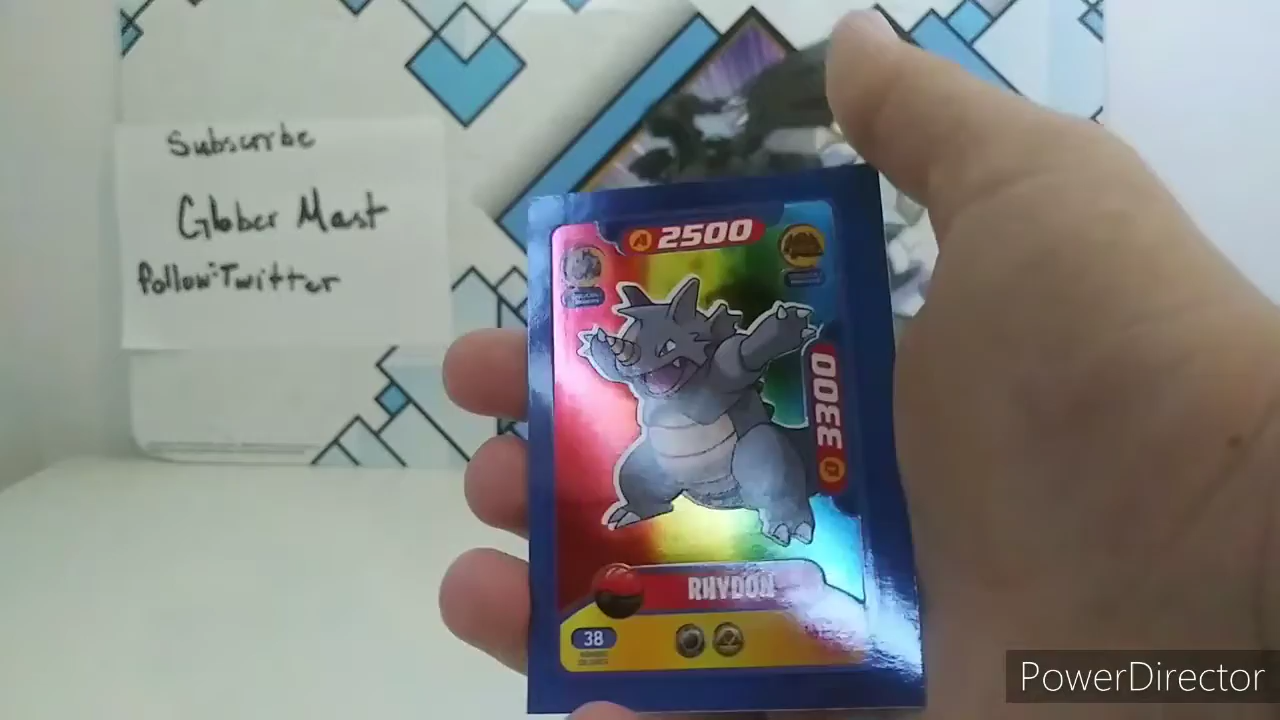 Subscribe
Glober Mast
Follow-Twitter
A 2500
D 3300
RHYDON
38
PowerDirector